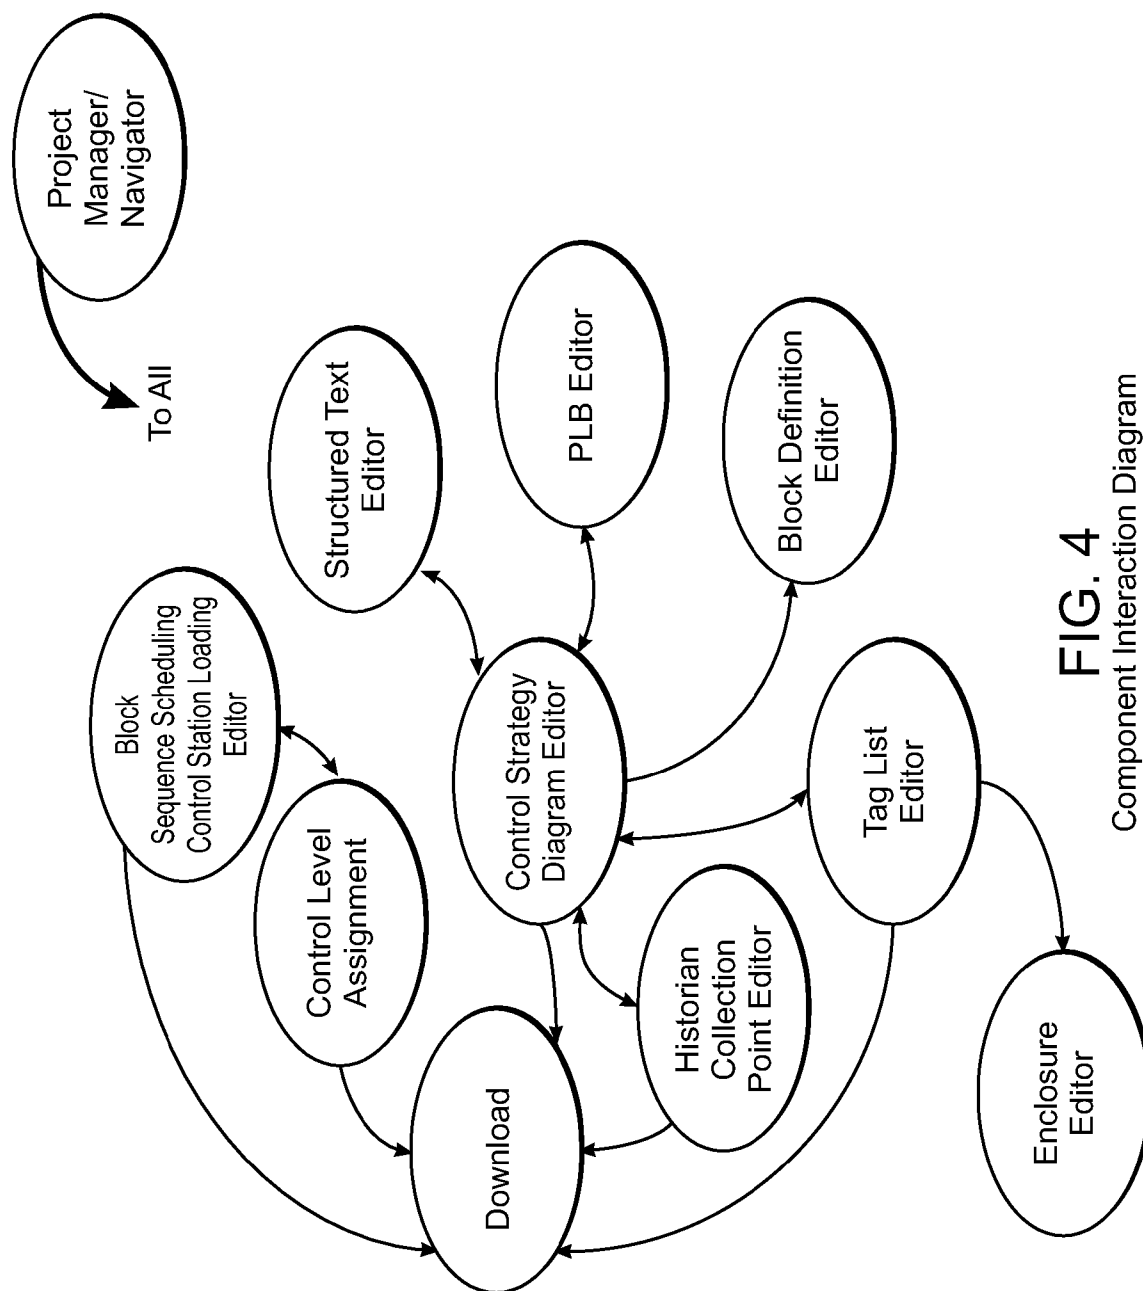 Project
Manager/
Navigator
To All
Block
Sequence Scheduling
Control Station Loading
Editor
Structured Text
Editor
PLB Editor
Block Definition
Editor
Control Level
Assignment
Control Strategy
Diagram Editor
Tag List
Editor
Download
Historian
Collection
Point Editor
Enclosure
Editor
FIG. 4
Component Interaction Diagram